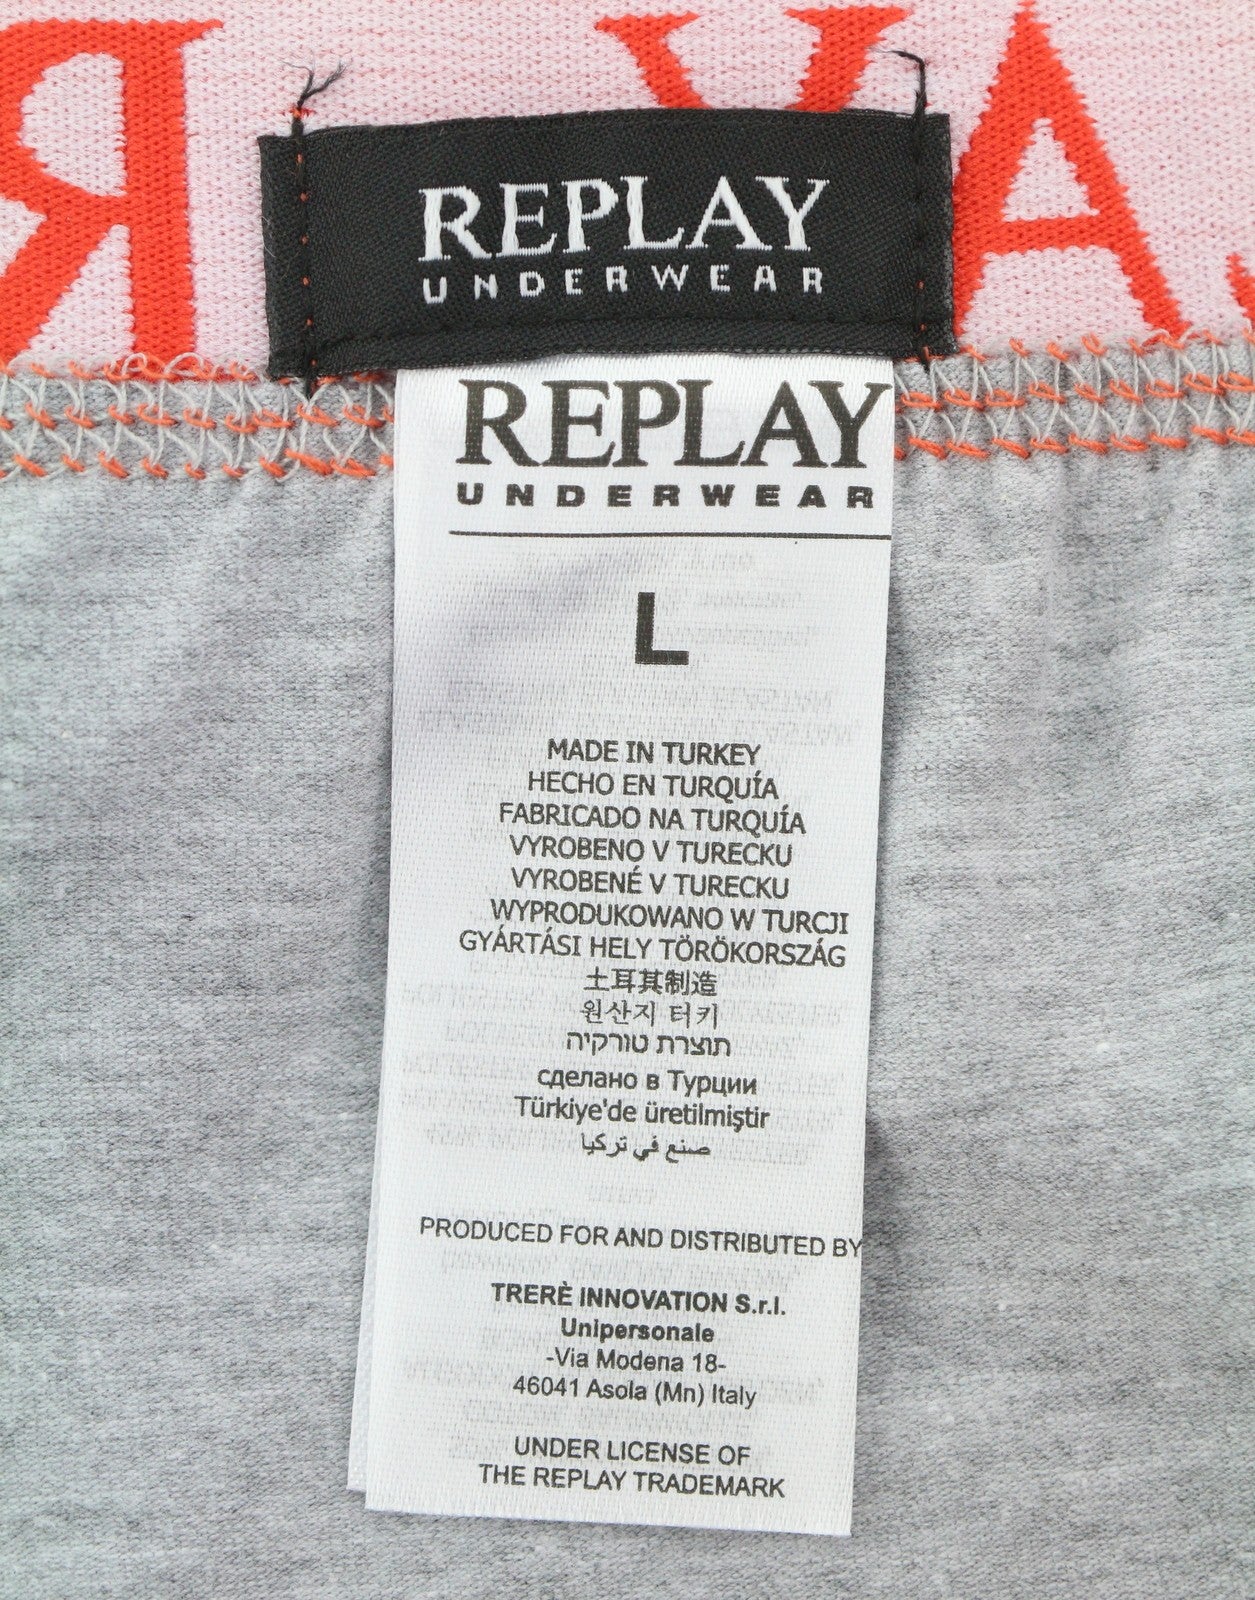 REPLAY
UNDERWEAR
REPLAY
UNDERWEAR
L
MADE IN TURKEY
HECHO EN TURQUÍA
FABRICADO NA TURQUÍA
VYROBENO V TURECKU
VYROBENÉ V TURECKU
WYPRODUKOWANO W TURCJI
GYÁRTÁSI HELY TÖRÖKORSZÁG
土耳其制造
원산지 터키
תוצרת טורקיה
сделано в Турции
Türkiye'de üretilmiştir
صنع في تركيا
PRODUCED FOR AND DISTRIBUTED BY
TRERÈ INNOVATION S.r.l.
Unipersonale
-Via Modena 18-
46041 Asola (Mn) Italy
UNDER LICENSE OF
THE REPLAY TRADEMARK